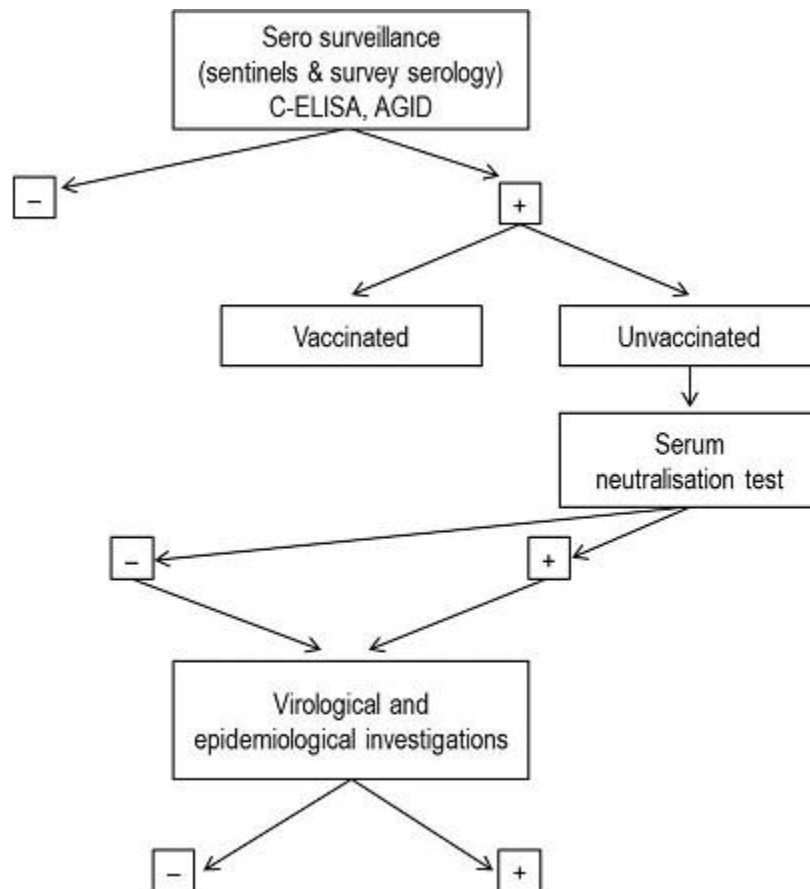 Sero surveillance
(sentinels & survey serology)
C-ELISA, AGID
–
+
Vaccinated
Unvaccinated
Serum
neutralisation test
–
+
Virological and
epidemiological investigations
–
+